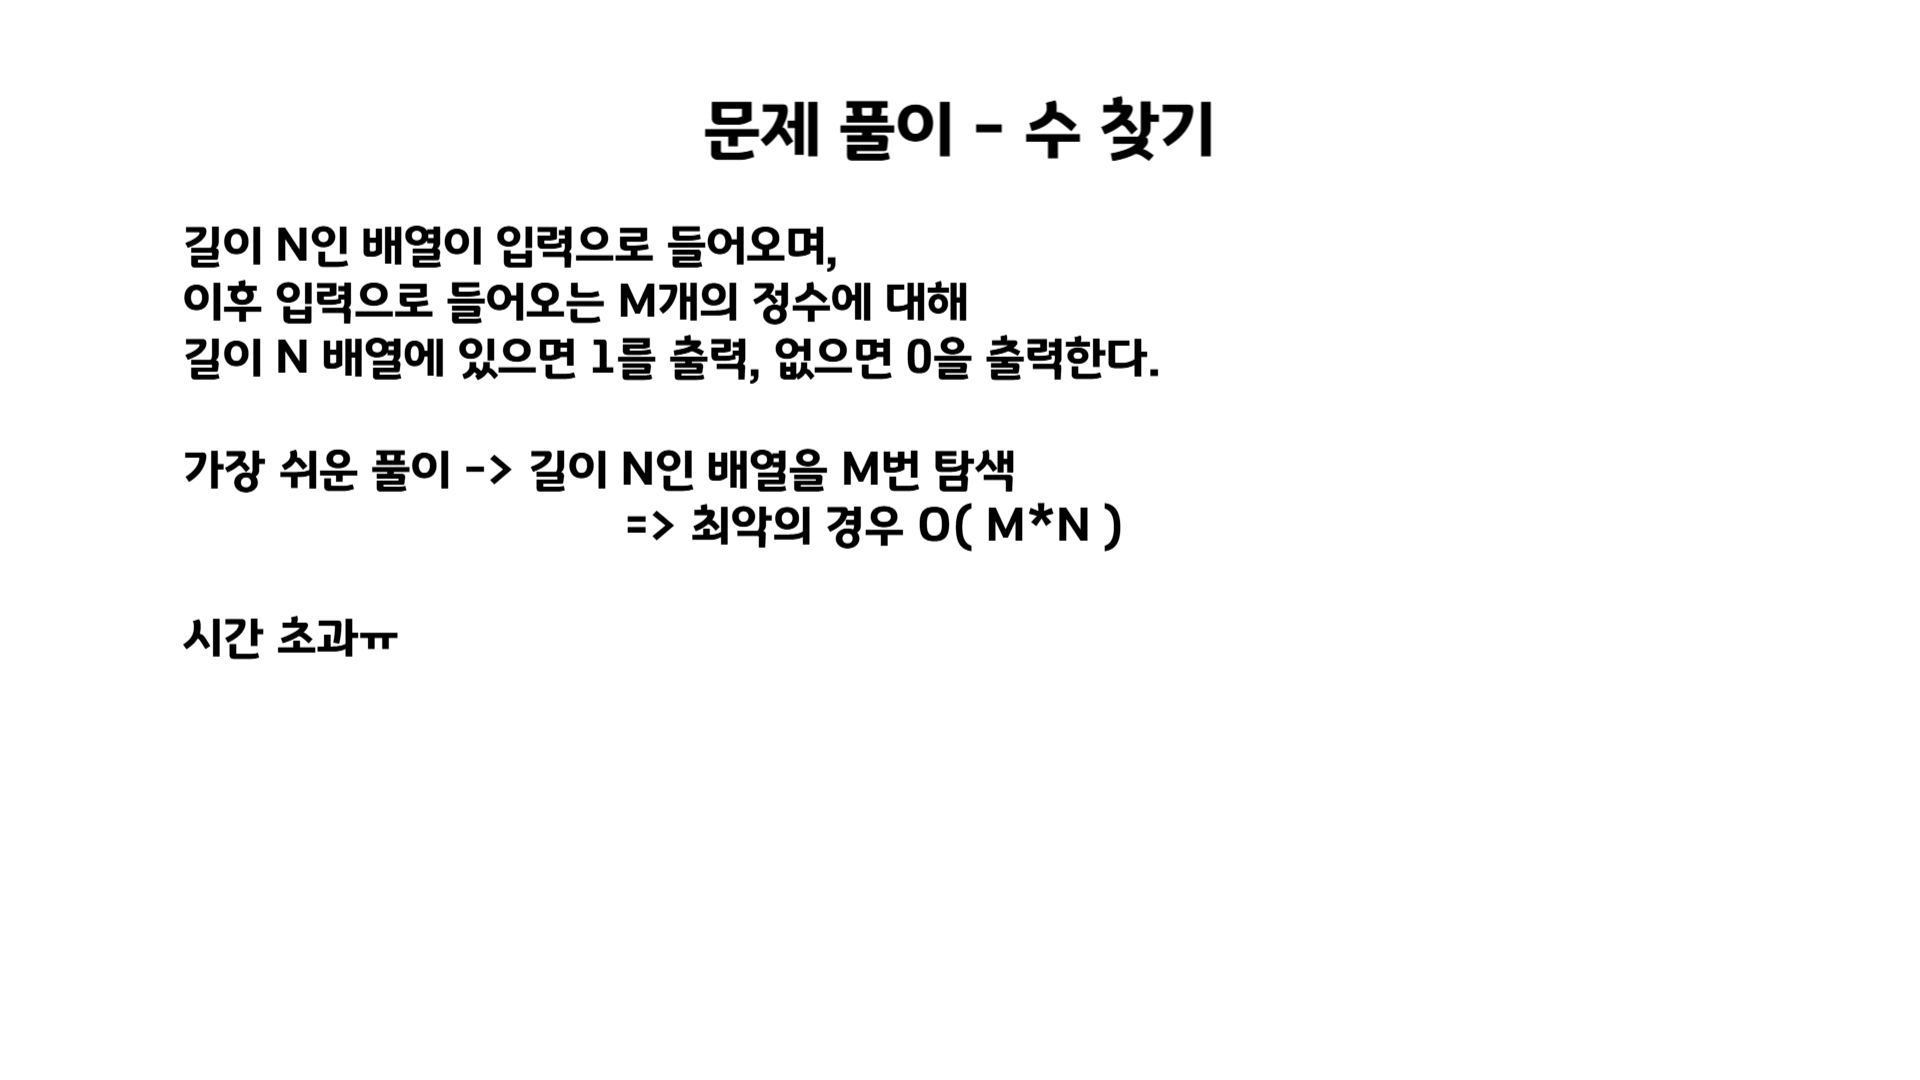 문제 풀이 - 수 찾기
길이 N인 배열이 입력으로 들어오며,
이후 입력으로 들어오는 M개의 정수에 대해
길이 N 배열에 있으면 1를 출력, 없으면 0을 출력한다.
가장 쉬운 풀이 -> 길이 N인 배열을 M번 탐색
=> 최악의 경우 O( M*N )
시간 초과ㅠ